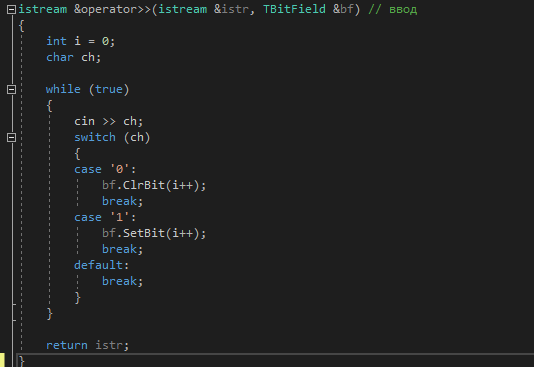 istream &operator>>(istream &istr, TBitField &bf) // ввод
{
    int i = 0;
    char ch;

    while (true)
    {
        cin >> ch;
        switch (ch)
        {
        case '0':
            bf.ClrBit(i++);
            break;
        case '1':
            bf.SetBit(i++);
            break;
        default:
            break;
        }
    }

    return istr;
}